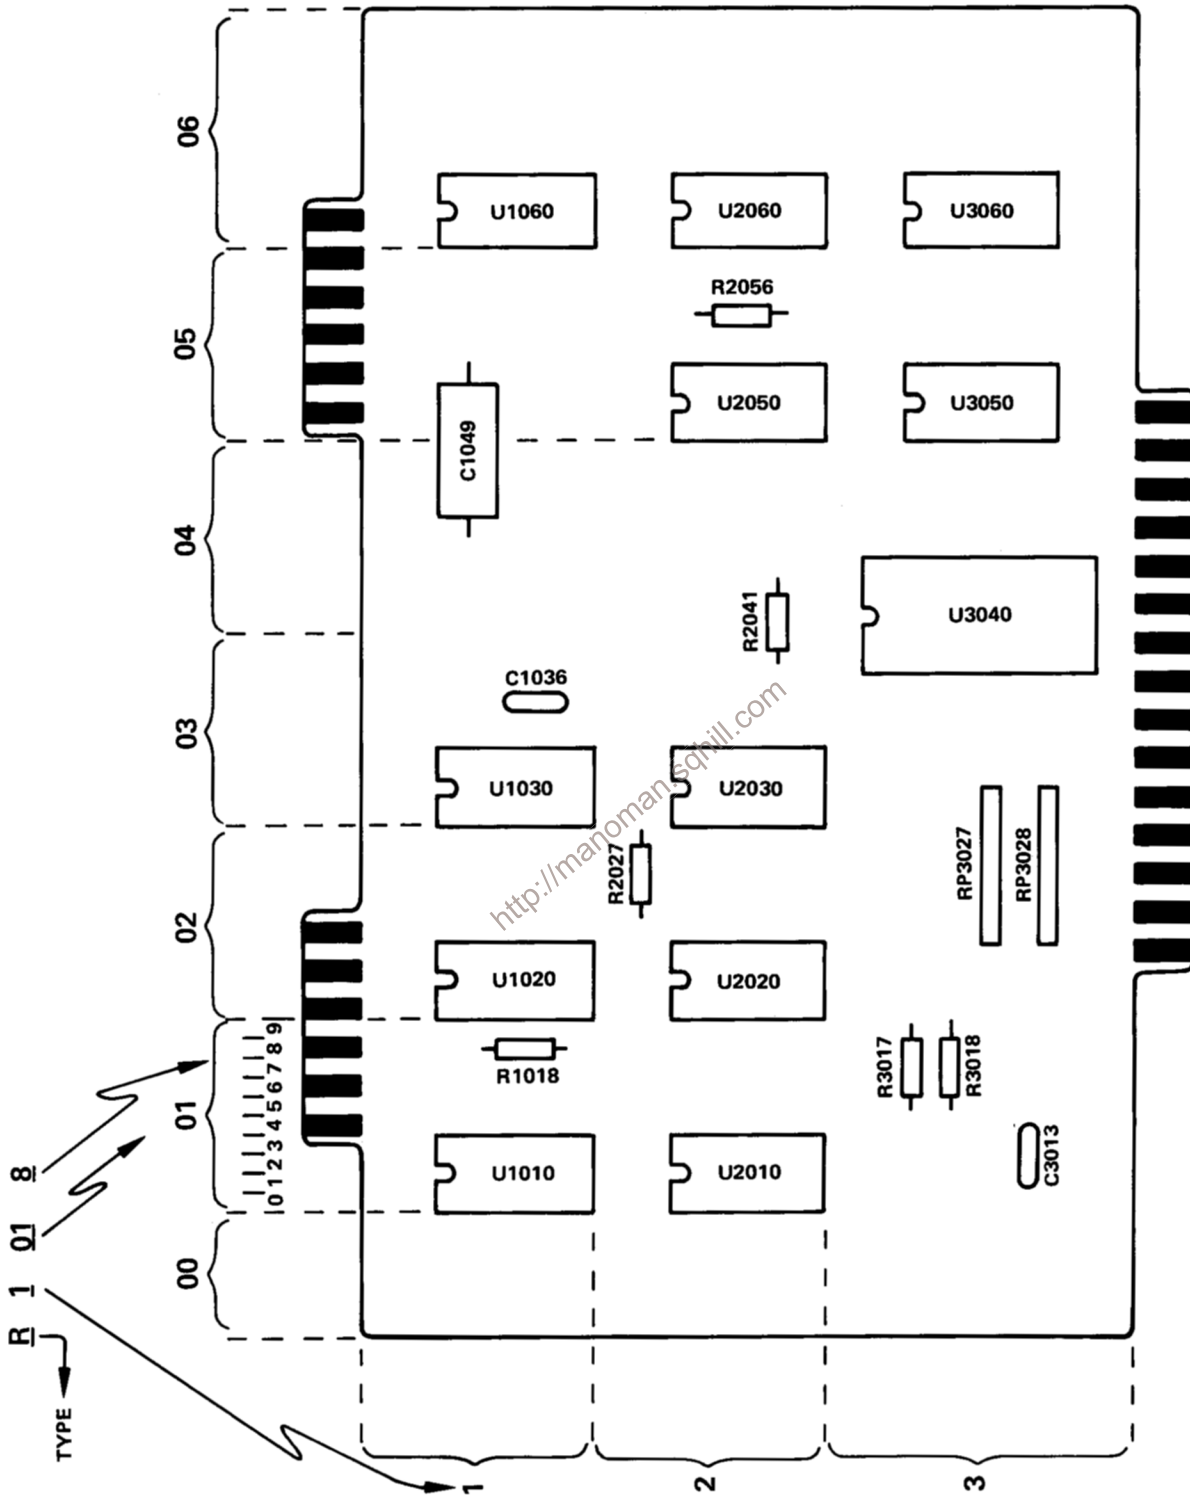 R 1 01 8
TYPE
00 01 02 03 04 05 06
0 1 2 3 4 5 6 7 8 9
1
2
3
U1060
U2060
U3060
R2056
C1049
U2050
U3050
R2041
U3040
C1036
U1030
U2030
R2027
RP3027
RP3028
U1020
U2020
R1018
R3017
R3018
U1010
U2010
C3013
http://manoman.sqhill.com